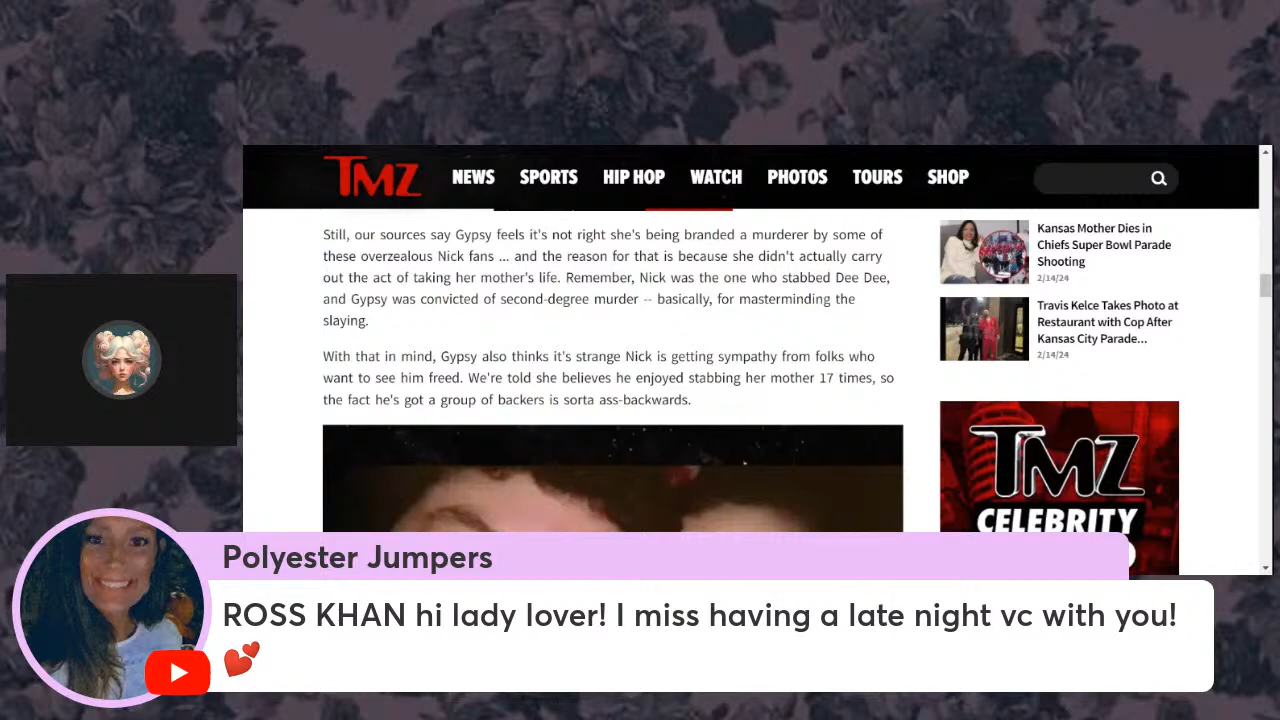 TMZ NEWS SPORTS HIP HOP WATCH PHOTOS TOURS SHOP
Still, our sources say Gypsy feels it's not right she's being branded a murderer by some of
these overzealous Nick fans ... and the reason for that is because she didn't actually carry
out the act of taking her mother's life. Remember, Nick was the one who stabbed Dee Dee,
and Gypsy was convicted of second-degree murder -- basically, for masterminding the
slaying.
With that in mind, Gypsy also thinks it's strange Nick is getting sympathy from folks who
want to see him freed. We're told she believes he enjoyed stabbing her mother 17 times, so
the fact he's got a group of backers is sorta ass-backwards.
Kansas Mother Dies in
Chiefs Super Bowl Parade
Shooting
2/14/24
Travis Kelce Takes Photo at
Restaurant with Cop After
Kansas City Parade...
2/14/24
TMZ
CELEBRITY
Polyester Jumpers
ROSS KHAN hi lady lover! I miss having a late night vc with you!
💕